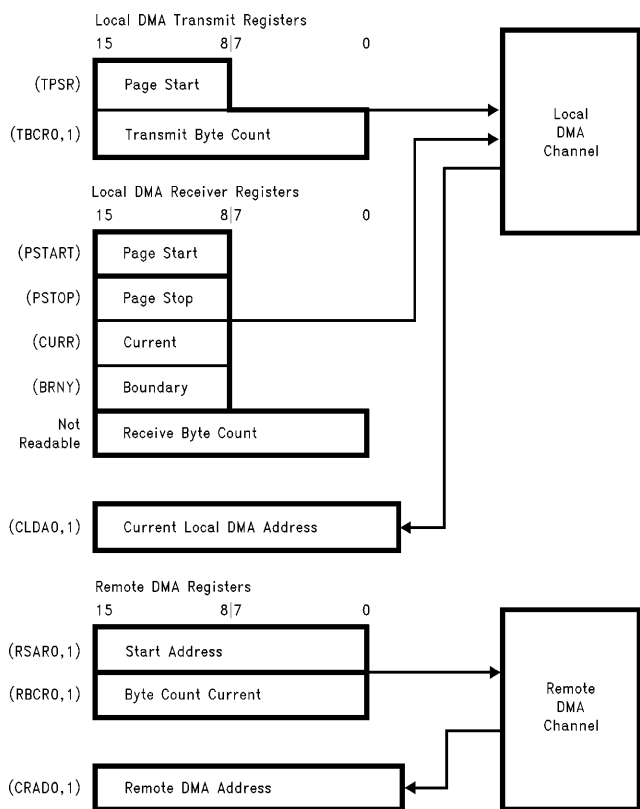 Local DMA Transmit Registers
15 8|7 0
(TPSR) Page Start
(TBCR0,1) Transmit Byte Count
Local
DMA
Channel
Local DMA Receiver Registers
15 8|7 0
(PSTART) Page Start
(PSTOP) Page Stop
(CURR) Current
(BRNY) Boundary
Not
Readable
Receive Byte Count
(CLDA0,1) Current Local DMA Address
Remote DMA Registers
15 8|7 0
(RSAR0,1) Start Address
(RBCR0,1) Byte Count Current
Remote
DMA
Channel
(CRAD0,1) Remote DMA Address